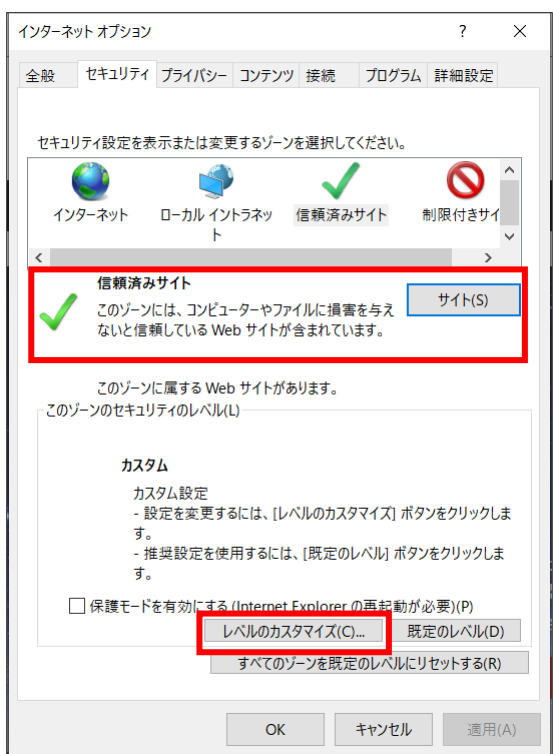 インターネット オプション
?
×
全般 セキュリティ プライバシー コンテンツ 接続 プログラム 詳細設定
セキュリティ設定を表示または変更するゾーンを選択してください。
インターネット
ローカル イントラネッ
ト
信頼済みサイト
制限付きサイ
信頼済みサイト
サイト(S)
このゾーンには、コンピューターやファイルに損害を与え
ないと信頼している Web サイトが含まれています。
このゾーンに属する Web サイトがあります。
このゾーンのセキュリティのレベル(L)
カスタム
カスタム設定
- 設定を変更するには、[レベルのカスタマイズ] ボタンをクリックしま
す。
- 推奨設定を使用するには、[既定のレベル] ボタンをクリックしま
す。
保護モードを有効にする (Internet Explorer の再起動が必要)(P)
レベルのカスタマイズ(C)... 既定のレベル(D)
すべてのゾーンを既定のレベルにリセットする(R)
OK キャンセル 適用(A)